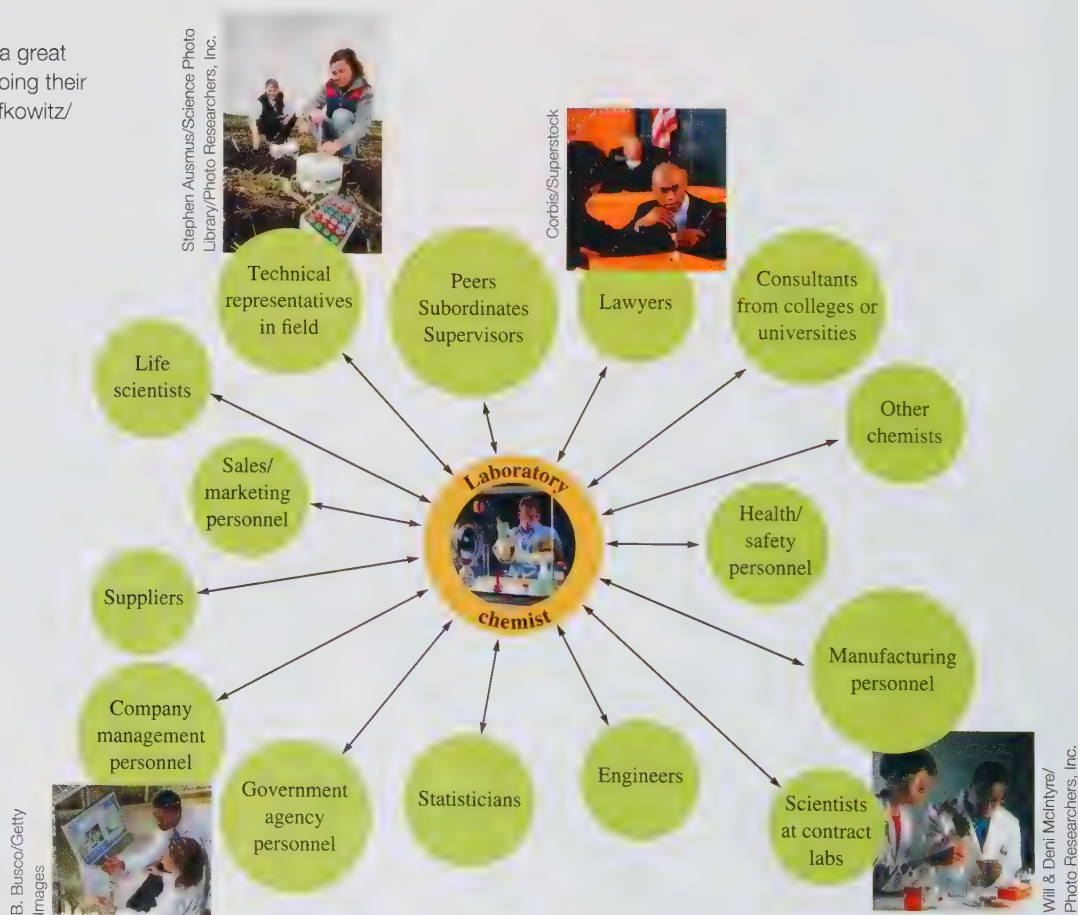 a great
oing their
fkowitz/
Stephen Ausmus/Science Photo
Library/Photo Researchers, Inc.
Corbis/Superstock
Technical
representatives
in field
Peers
Subordinates
Supervisors
Lawyers
Consultants
from colleges or
universities
Life
scientists
Other
chemists
Sales/
marketing
personnel
Laboratory
chemist
Health/
safety
personnel
Suppliers
Manufacturing
personnel
Company
management
personnel
Government
agency
personnel
Statisticians
Engineers
Scientists
at contract
labs
B. Busco/Getty
Images
Will & Deni McIntyre/
Photo Researchers, Inc.